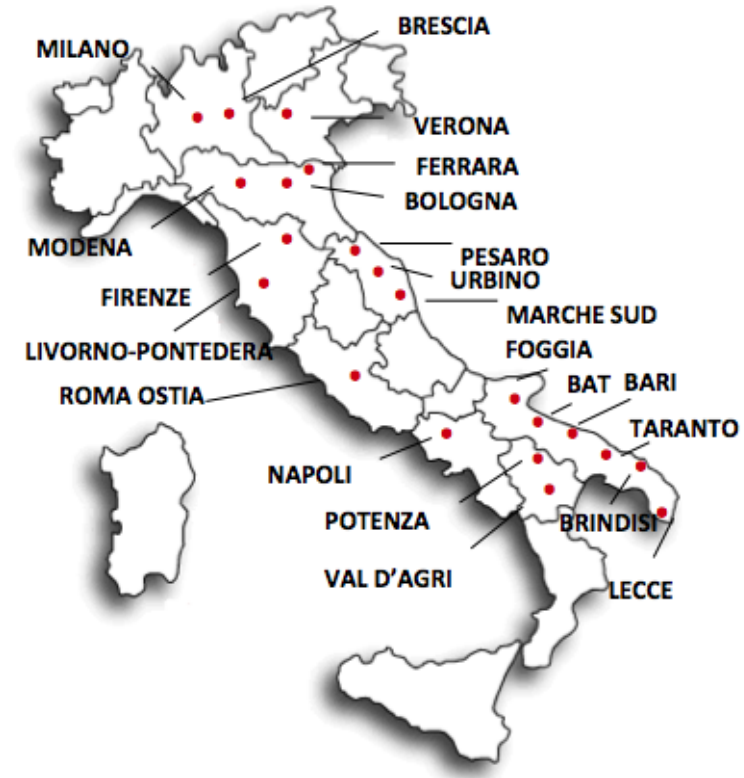 BRESCIA
MILANO
VERONA
FERRARA
BOLOGNA
MODENA
PESARO
URBINO
FIRENZE
MARCHE SUD
LIVORNO-PONTEDERA
FOGGIA
BAT
BARI
ROMA OSTIA
TARANTO
NAPOLI
POTENZA
BRINDISI
VAL D’AGRI
LECCE